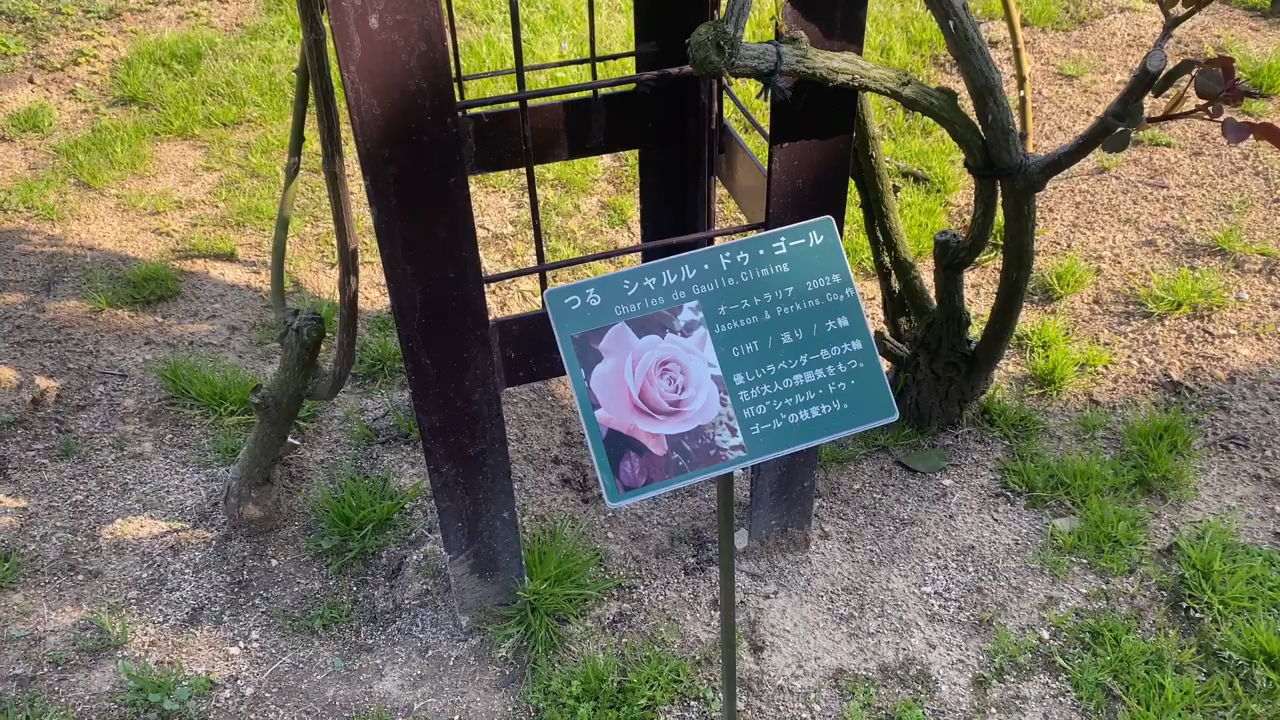 つる シャルル・ドゥ・ゴール
Charles de Gaulle.Climing
オーストラリア 2002年
Jackson & Perkins.Co。作
ClHT / 返り / 大輪
優しいラベンダー色の大輪
花が大人の雰囲気をもつ。
HTの"シャルル・ドゥ・
ゴール"の枝変わり。